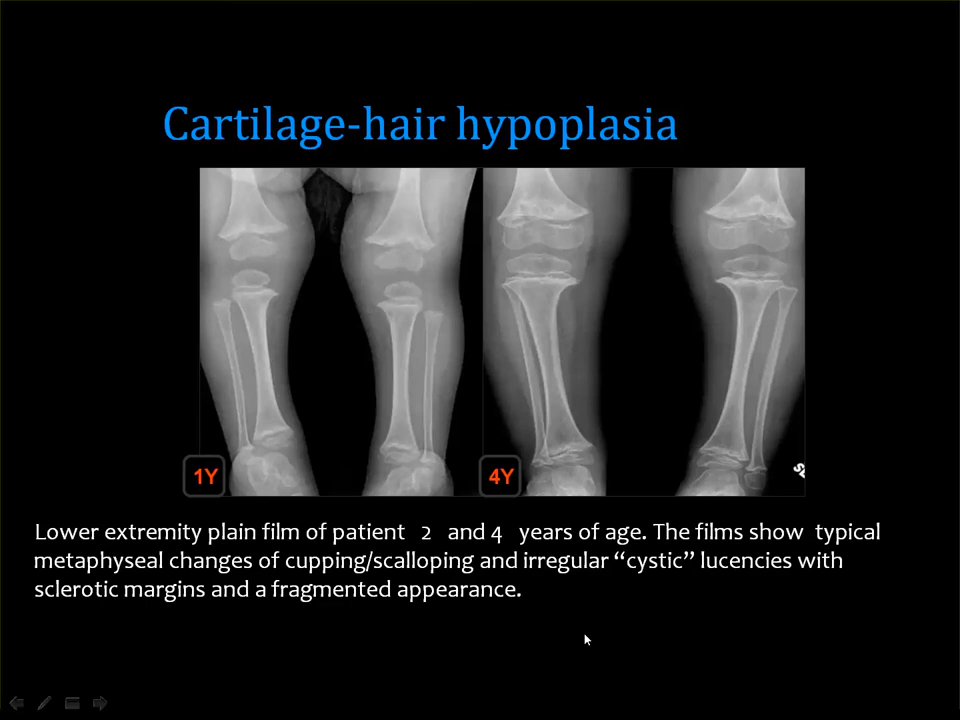 Cartilage-hair hypoplasia
1Y
4Y
Lower extremity plain film of patient 2 and 4 years of age. The films show typical
metaphyseal changes of cupping/scalloping and irregular “cystic” lucencies with
sclerotic margins and a fragmented appearance.